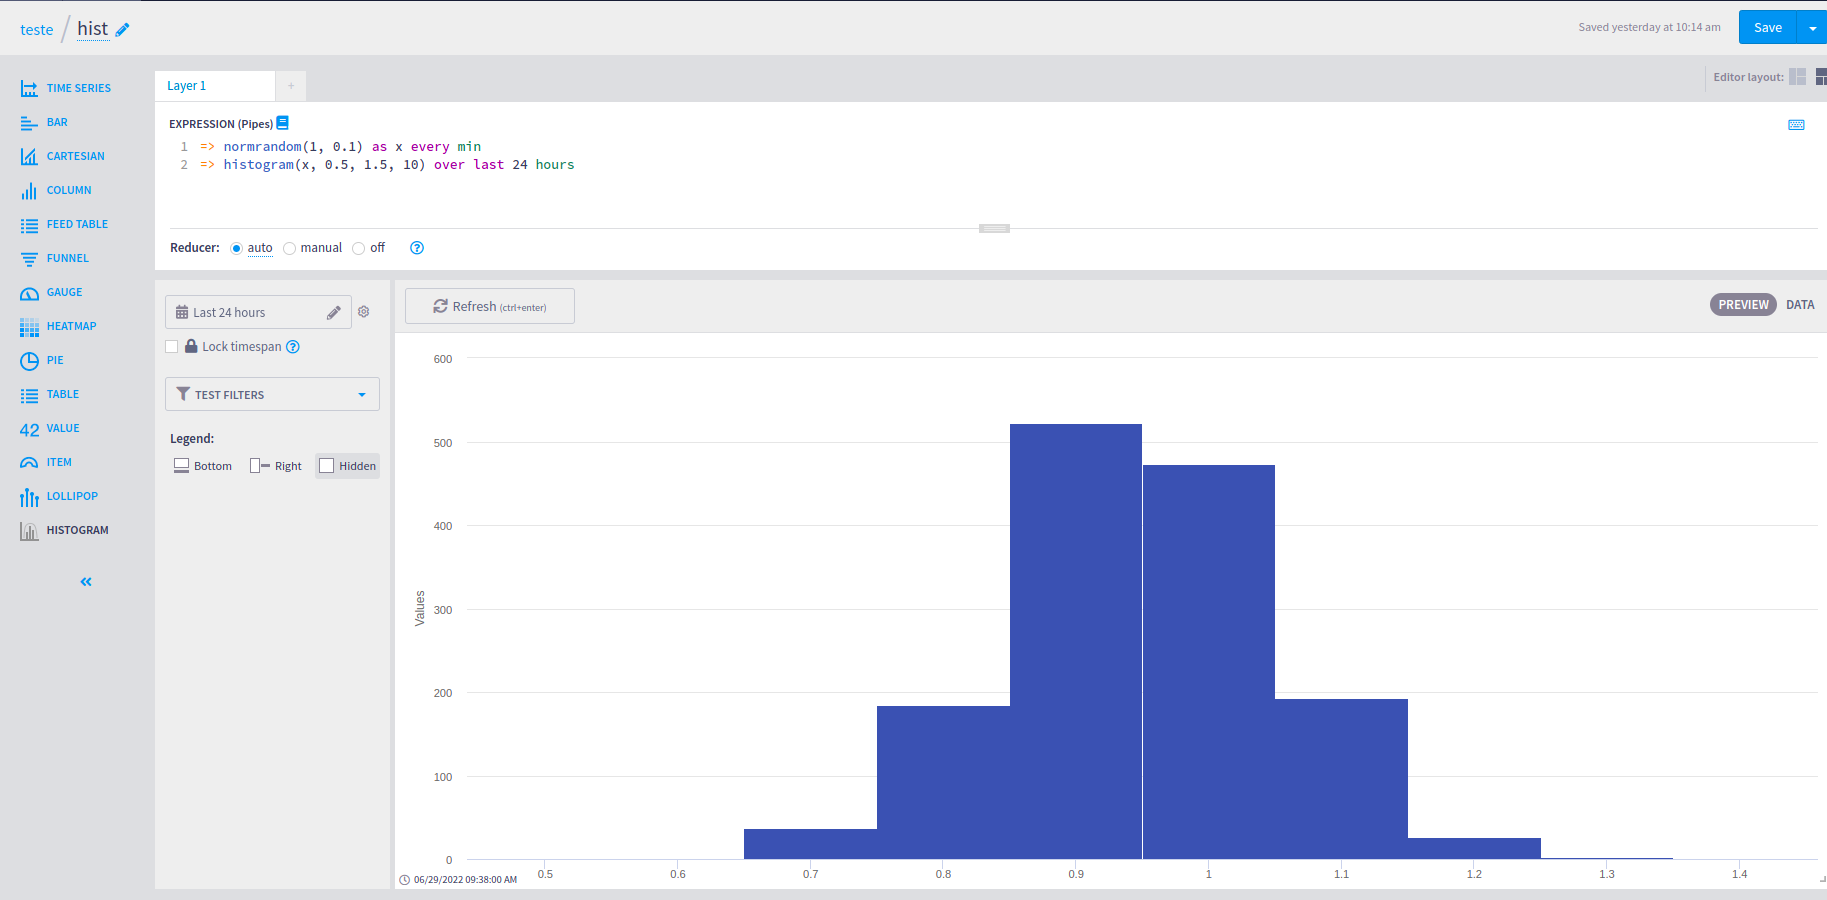 teste / hist
Saved yesterday at 10:14 am
Save
TIME SERIES
BAR
CARTESIAN
COLUMN
FEED TABLE
FUNNEL
GAUGE
HEATMAP
PIE
TABLE
42 VALUE
ITEM
LOLLIPOP
HISTOGRAM
«
Layer 1
+
Editor layout:
EXPRESSION (Pipes)
1 => normrandom(1, 0.1) as x every min
2 => histogram(x, 0.5, 1.5, 10) over last 24 hours
Reducer: auto manual off ?
Last 24 hours
Lock timespan ?
TEST FILTERS
Legend:
Bottom Right Hidden
Refresh (ctrl+enter)
PREVIEW DATA
600
500
400
300
200
100
0
Values
0.5 0.6 0.7 0.8 0.9 1 1.1 1.2 1.3 1.4
06/29/2022 09:38:00 AM